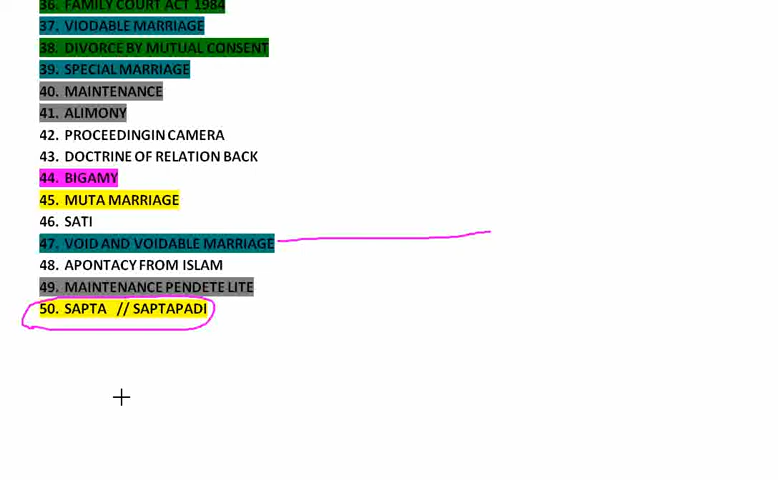 36. FAMILY COURT ACT 1984
37. VIODABLE MARRIAGE
38. DIVORCE BY MUTUAL CONSENT
39. SPECIAL MARRIAGE
40. MAINTENANCE
41. ALIMONY
42. PROCEEDINGIN CAMERA
43. DOCTRINE OF RELATION BACK
44. BIGAMY
45. MUTA MARRIAGE
46. SATI
47. VOID AND VOIDABLE MARRIAGE
48. APONTACY FROM ISLAM
49. MAINTENANCE PENDETE LITE
50. SAPTA // SAPTAPADI